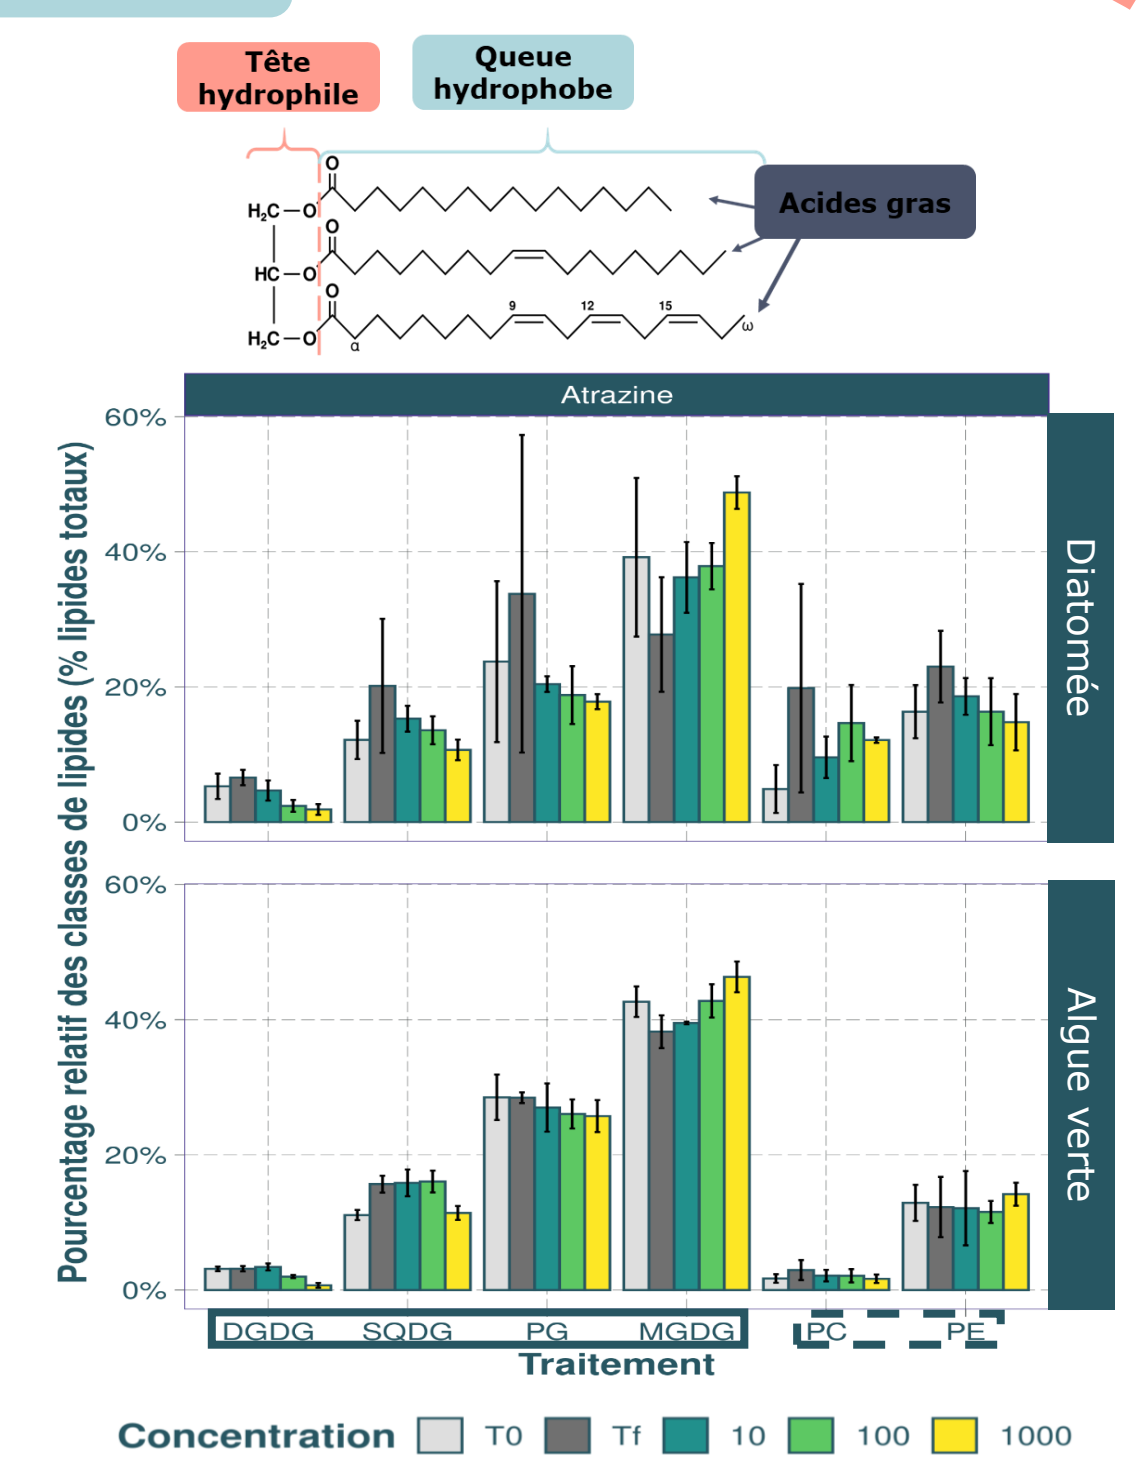 Tête
hydrophile
Queue
hydrophobe
Acides gras
O
H₂C
O
O
HC
O
O
9
12
15
H₂C
O
α
ω
Atrazine
Pourcentage relatif des classes de lipides (% lipides totaux)
60%
40%
20%
0%
Diatomée
60%
40%
20%
0%
Algue verte
DGDG SQDG PG MGDG PC PE
Traitement
Concentration T0 Tf 10 100 1000